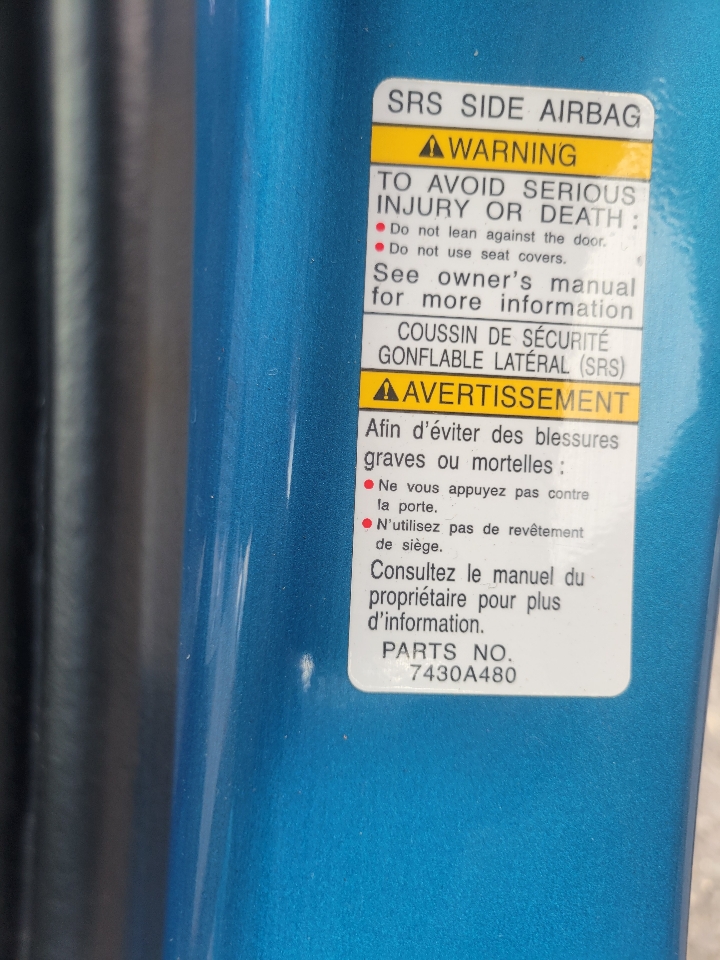 SRS SIDE AIRBAG
WARNING
TO AVOID SERIOUS
INJURY OR DEATH :
Do not lean against the door.
Do not use seat covers.
See owner's manual
for more information
COUSSIN DE SÉCURITÉ
GONFLABLE LATÉRAL (SRS)
AVERTISSEMENT
Afin d'éviter des blessures
graves ou mortelles :
Ne vous appuyez pas contre
la porte.
N'utilisez pas de revêtement
de siège.
Consultez le manuel du
propriétaire pour plus
d'information.
PARTS NO.
7430A480